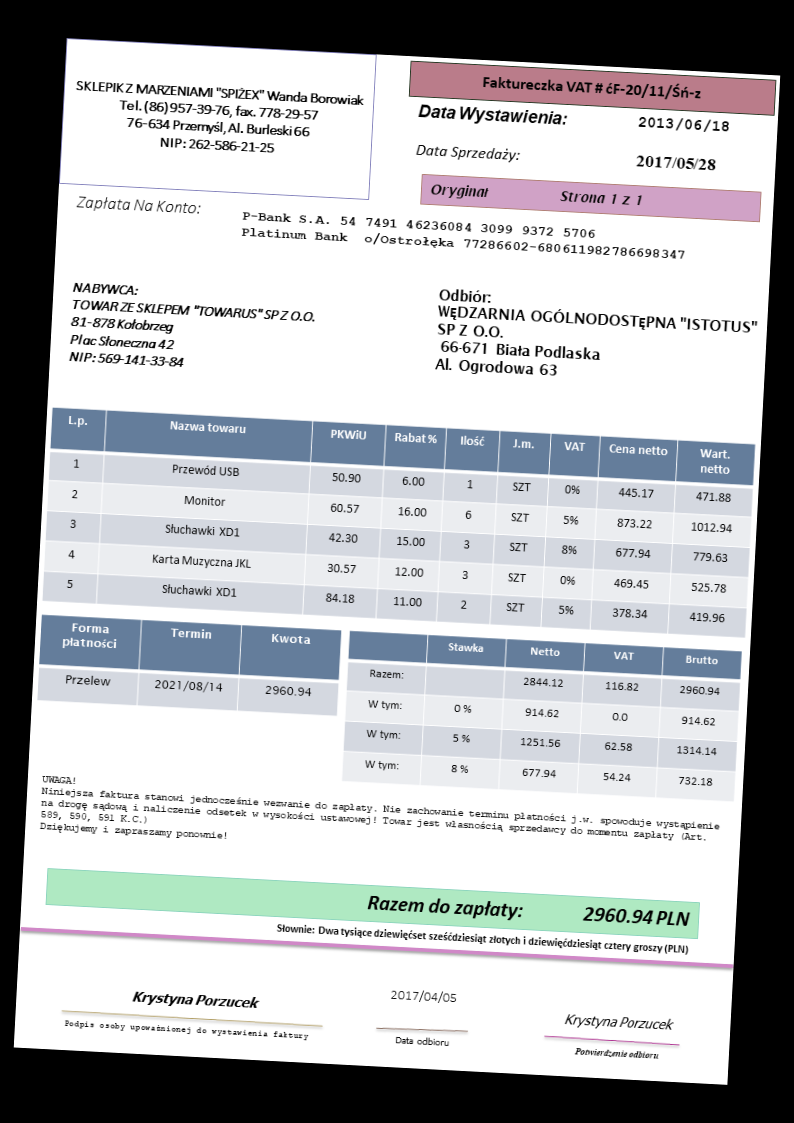 SKLEPIK Z MARZENIAMI "SPIŻEX" Wanda Borowiak
Tel. (86) 957-39-76, fax. 778-29-57
76-634 Przemyśl, Al. Burleski 66
NIP: 262-586-21-25
Faktureczka VAT # ćF-20/11/Śń-z
Data Wystawienia: 2013/06/18
Data Sprzedaży: 2017/05/28
Oryginał Strona 1 z 1
Zapłata Na Konto:
P-Bank S.A. 54 7491 46236084 3099 9372 5706
Platinum Bank o/Ostrołęka 77286602-680611982786698347
NABYWCA:
TOWAR ZE SKLEPEM "TOWARUS" SP Z O.O.
81-878 Kołobrzeg
Plac Słoneczna 42
NIP: 569-141-33-84
Odbiór:
WĘDZARNIA OGÓLNODOSTĘPNA "ISTOTUS"
SP Z O.O.
66-671 Biała Podlaska
Al. Ogrodowa 63
L.p. Nazwa towaru PKWiU Rabat % Ilość J.m. VAT Cena netto Wart. netto
1 Przewód USB 50.90 6.00 1 SZT 0% 445.17 471.88
2 Monitor 60.57 16.00 6 SZT 5% 873.22 1012.94
3 Słuchawki XD1 42.30 15.00 3 SZT 8% 677.94 779.63
4 Karta Muzyczna JKL 30.57 12.00 3 SZT 0% 469.45 525.78
5 Słuchawki XD1 84.18 11.00 2 SZT 5% 378.34 419.96
Forma płatności Termin Kwota
Przelew 2021/08/14 2960.94
Stawka Netto VAT Brutto
Razem: 2844.12 116.82 2960.94
W tym: 0 % 914.62 0.0 914.62
W tym: 5 % 1251.56 62.58 1314.14
W tym: 8 % 677.94 54.24 732.18
UWAGA!
Niniejsza faktura stanowi jednocześnie wezwanie do zapłaty. Nie zachowanie terminu płatności j.w. spowoduje wystąpienie
na drogę sądową i naliczenie odsetek w wysokości ustawowej! Towar jest własnością sprzedawcy do momentu zapłaty (Art.
589, 590, 591 K.C.)
Dziękujemy i zapraszamy ponownie!
Razem do zapłaty: 2960.94 PLN
Słownie: Dwa tysiące dziewięćset sześćdziesiąt złotych i dziewięćdziesiąt cztery groszy (PLN)
Krystyna Porzucek
Podpis osoby upoważnionej do wystawienia faktury
2017/04/05
Data odbioru
Krystyna Porzucek
Potwierdzenie odbioru